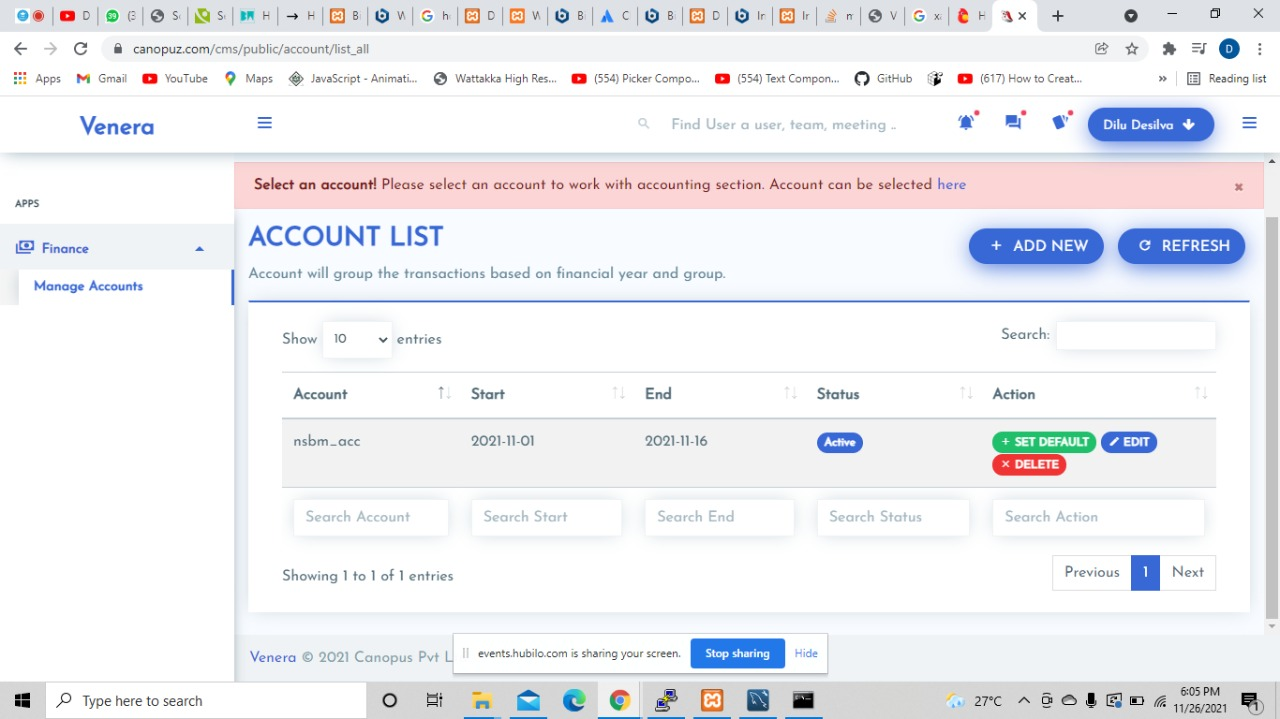 D
(3
S
S
H
H
Bi
W
h
D
W
Bi
C
Bi
D
In
In
m
V
x
H
canopuz.com/cms/public/account/list_all
D
Apps Gmail YouTube Maps JavaScript - Animati... Wattakka High Res... (554) Picker Compo... (554) Text Compon... GitHub (617) How to Creat... » Reading list
Venera
Find User a user, team, meeting ..
Dilu Desilva
Select an account! Please select an account to work with accounting section. Account can be selected here
×
APPS
Finance
Manage Accounts
ACCOUNT LIST
+ ADD NEW
REFRESH
Account will group the transactions based on financial year and group.
Show 10 entries
Search:
Account Start End Status Action
nsbm_acc 2021-11-01 2021-11-16 Active + SET DEFAULT EDIT
× DELETE
Search Account Search Start Search End Search Status Search Action
Showing 1 to 1 of 1 entries
Previous 1 Next
Venera © 2021 Canopus Pvt L
events.hubilo.com is sharing your screen. Stop sharing Hide
Type here to search
27°C
6:05 PM
11/26/2021
1